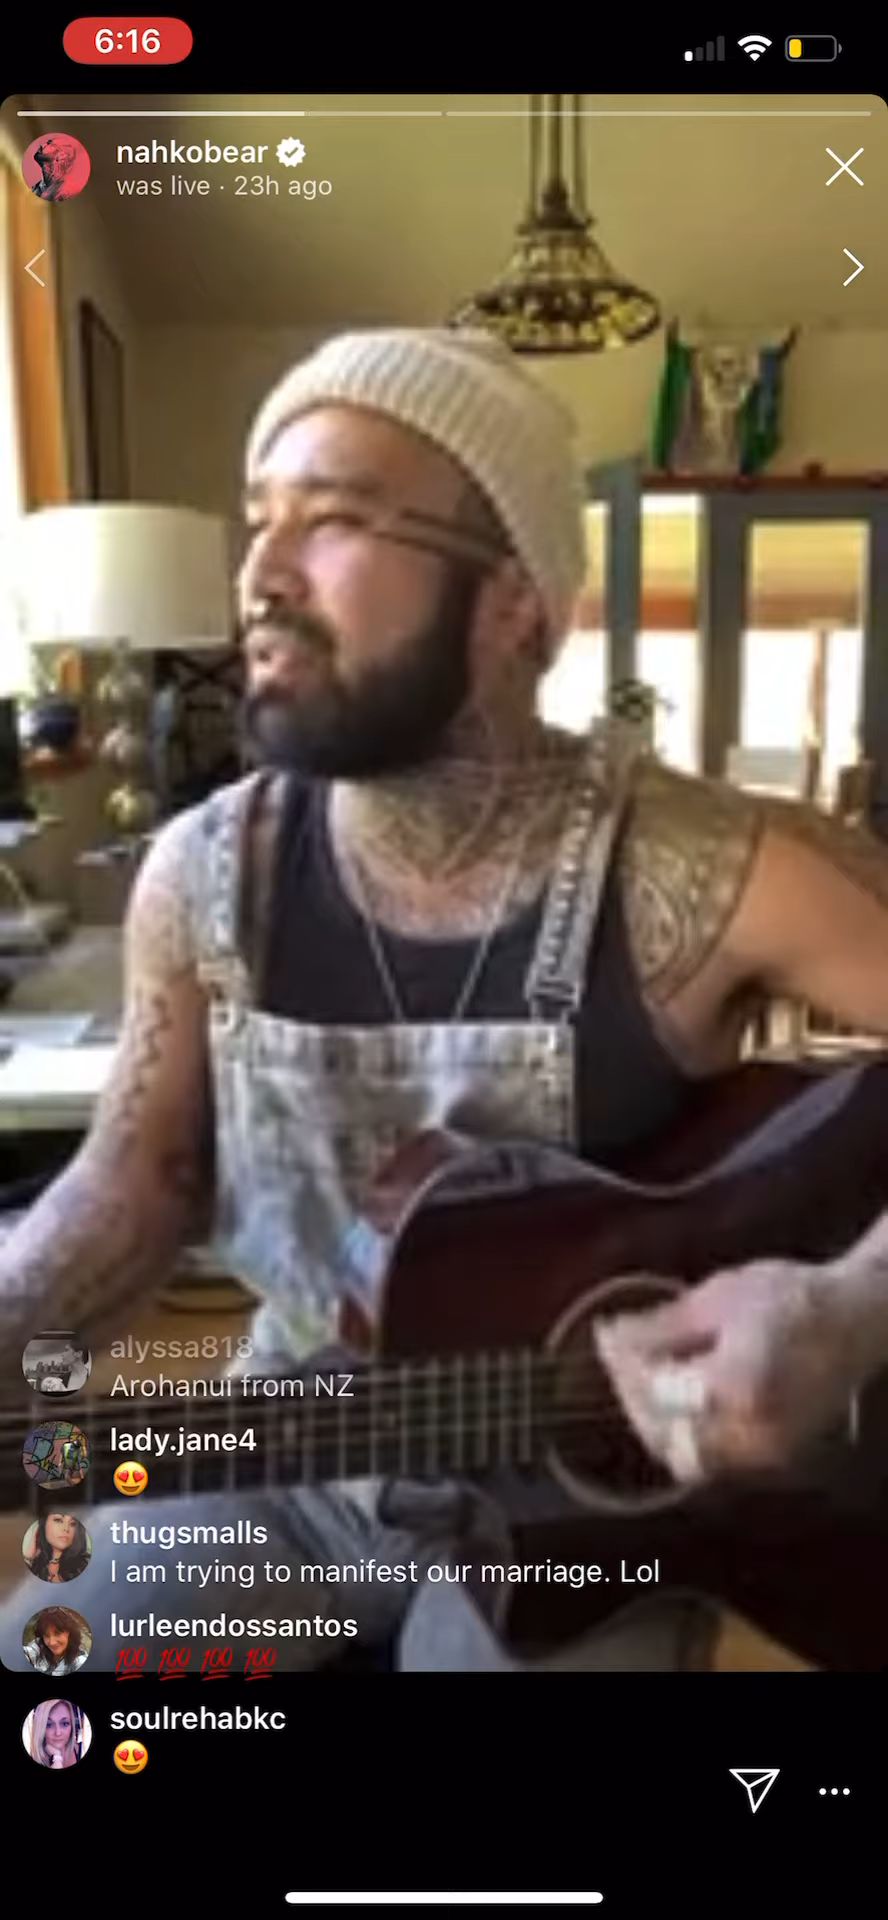 6:16
nahkobear
was live · 23h ago
alyssa818
Arohanui from NZ
lady.jane4
😍
thugsmalls
I am trying to manifest our marriage. Lol
lurleendossantos
💯 💯 💯 💯
soulrehabkc
😍